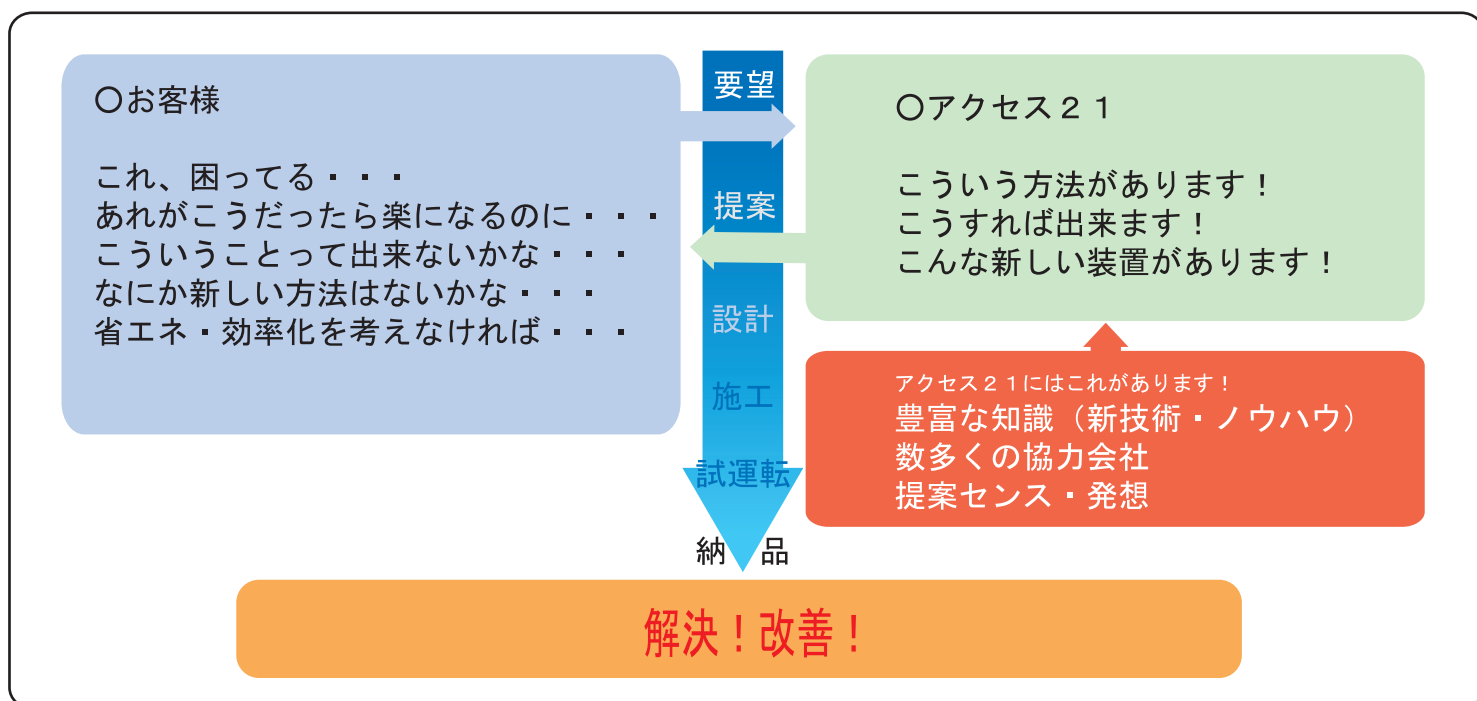 〇お客様
これ、困ってる・・・
あれがこうだったら楽になるのに・・・
こういうことって出来ないかな・・・
なにか新しい方法はないかな・・・
省エネ・効率化を考えなければ・・・
要望
提案
設計
施工
試運転
納品
〇アクセス２１
こういう方法があります！
こうすれば出来ます！
こんな新しい装置があります！
アクセス２１にはこれがあります！
豊富な知識（新技術・ノウハウ）
数多くの協力会社
提案センス・発想
解決！改善！